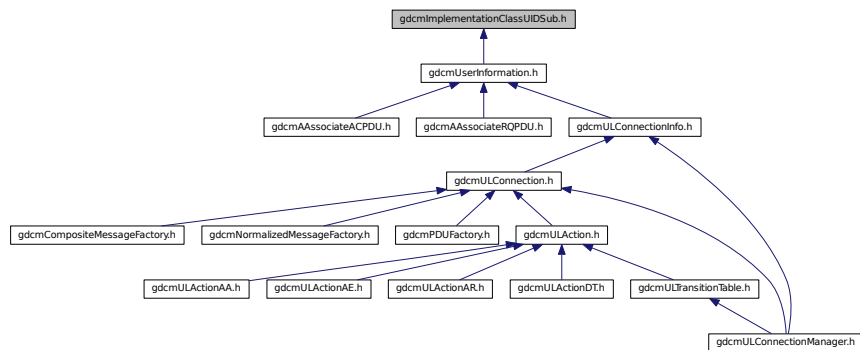 gdcmImplementationClassUIDSub.h
gdcmUserInformation.h
gdcmAAssociateACPDU.h
gdcmAAssociateRQPDU.h
gdcmULConnectionInfo.h
gdcmULConnection.h
gdcmCompositeMessageFactory.h
gdcmNormalizedMessageFactory.h
gdcmPDUFactory.h
gdcmULAction.h
gdcmULActionAA.h
gdcmULActionAE.h
gdcmULActionAR.h
gdcmULActionDT.h
gdcmULTransitionTable.h
gdcmULConnectionManager.h